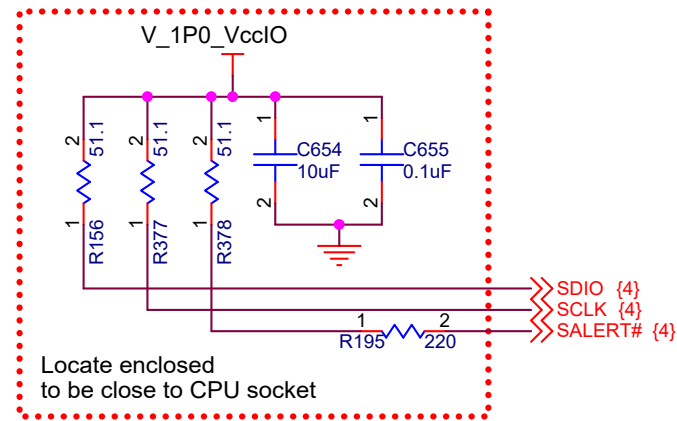 V_1P0_VccIO
2
51.1
1
R156
2
51.1
1
R377
2
51.1
1
R378
1
C654
10uF
2
1
C655
0.1uF
2
SDIO {4}
SCLK {4}
1
2
R195
220
SALERT# {4}
Locate enclosed
to be close to CPU socket